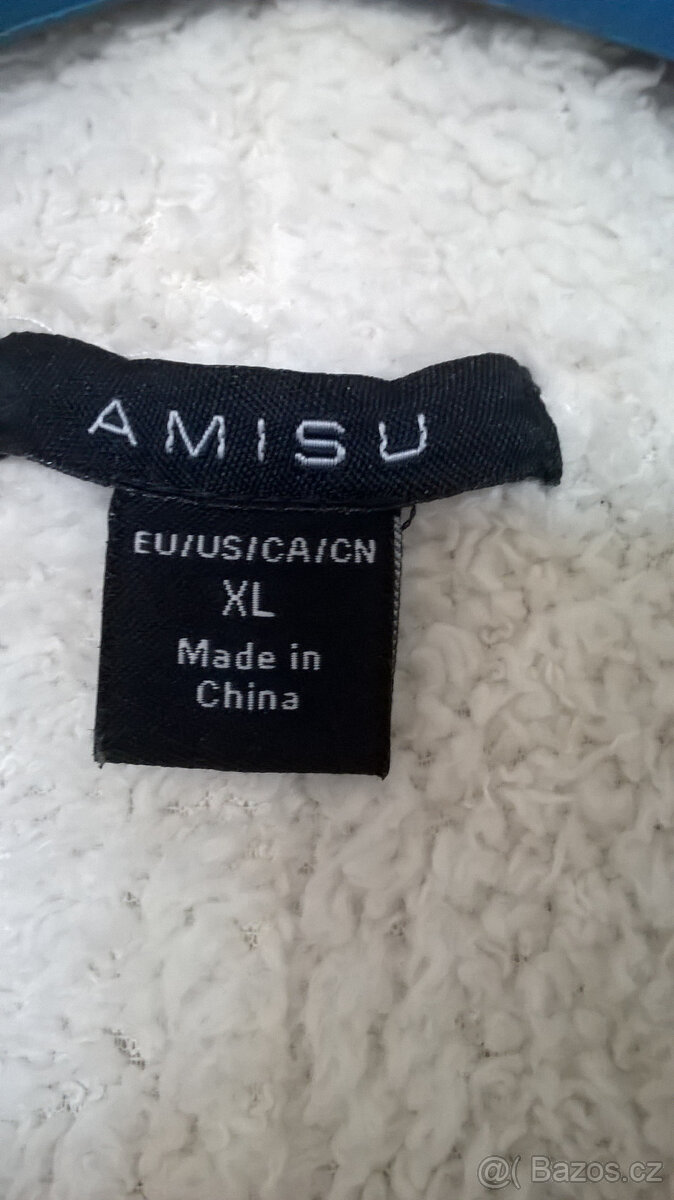 AMISU
EU/US/CA/CN
XL
Made in
China
@( Bazos.cz